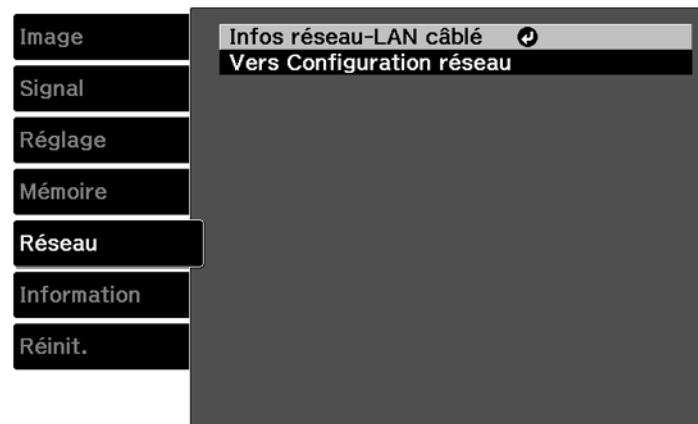 Image
Signal
Réglage
Mémoire
Réseau
Information
Réinit.
Infos réseau-LAN câblé
Vers Configuration réseau